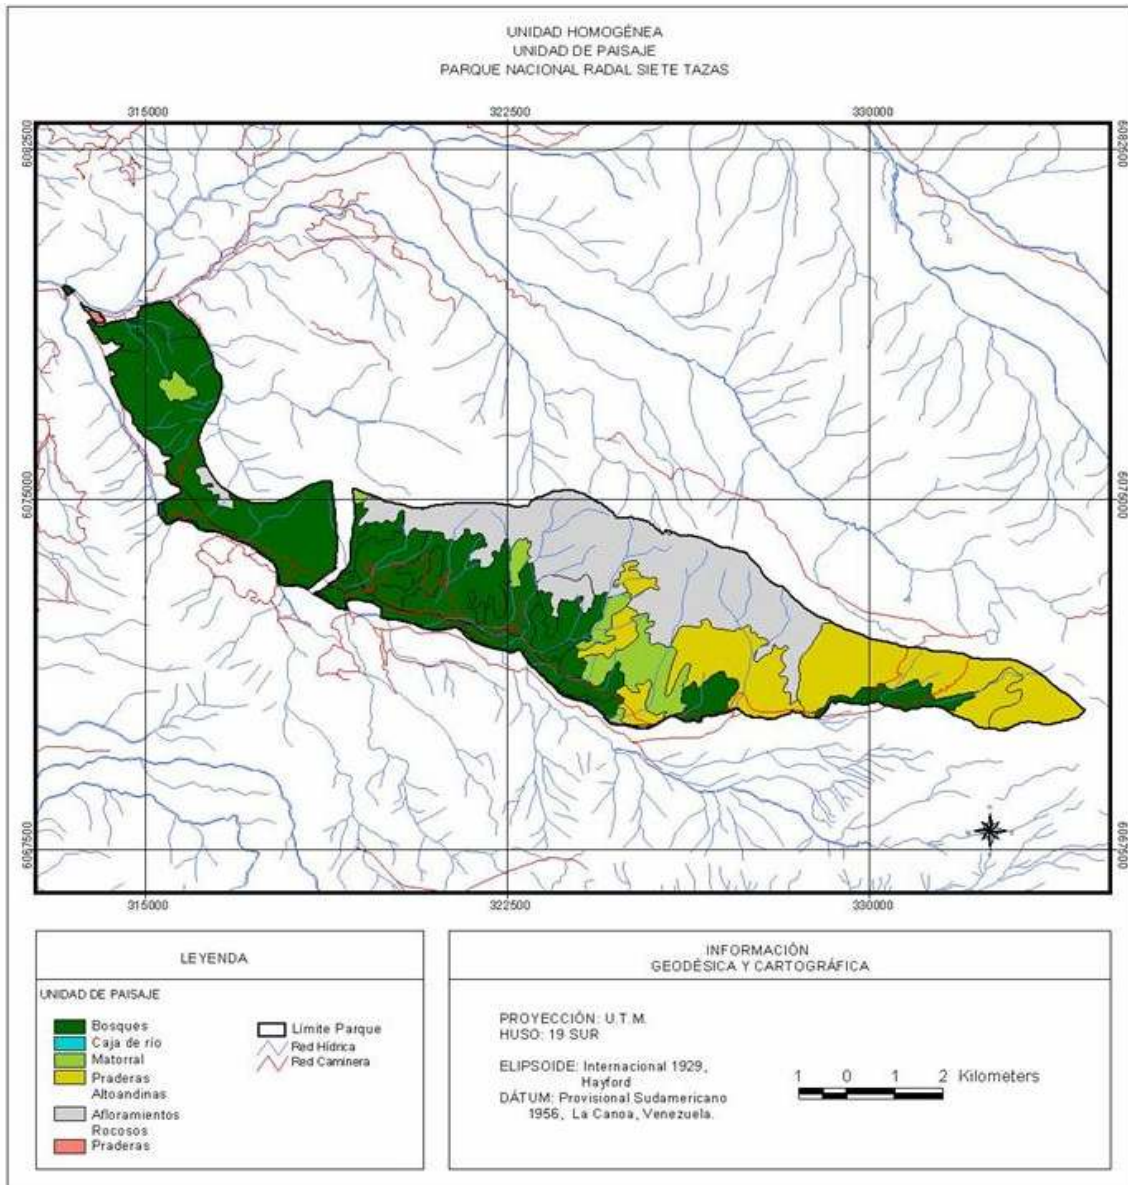 UNIDAD HOMOGÉNEA
UNIDAD DE PAISAJE
PARQUE NACIONAL RADAL SIETE TAZAS
315000 322500 330000
6082500 6082500
6075000 6075000
6067500 6067500
315000 322500 330000
LEYENDA
UNIDAD DE PAISAJE
Bosques
Caja de río
Matorral
Praderas
Altoandinas
Afloramientos
Rocosos
Praderas
Límite Parque
Red Hídrica
Red Caminera
INFORMACIÓN
GEODÉSICA Y CARTOGRÁFICA
PROYECCIÓN: U.T.M.
HUSO: 19 SUR
ELIPSOIDE: Internacional 1929,
Hayford
DÁTUM: Provisional Sudamericano
1956, La Canoa, Venezuela.
1 0 1 2 Kilometers